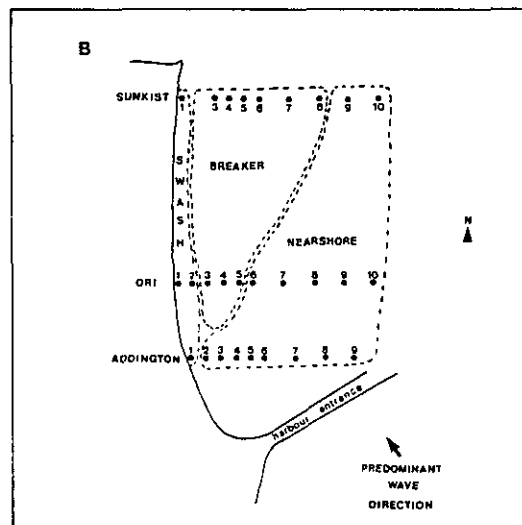 B
SUNKIST
1 3 4 5 6 7 8 9 10
BREAKER
SWASH
NEARSHORE
N
ORI
1 2 3 4 5 6 7 8 9 10
ADDINGTON
1 2 3 4 5 6 7 8 9
harbour entrance
PREDOMINANT
WAVE
DIRECTION